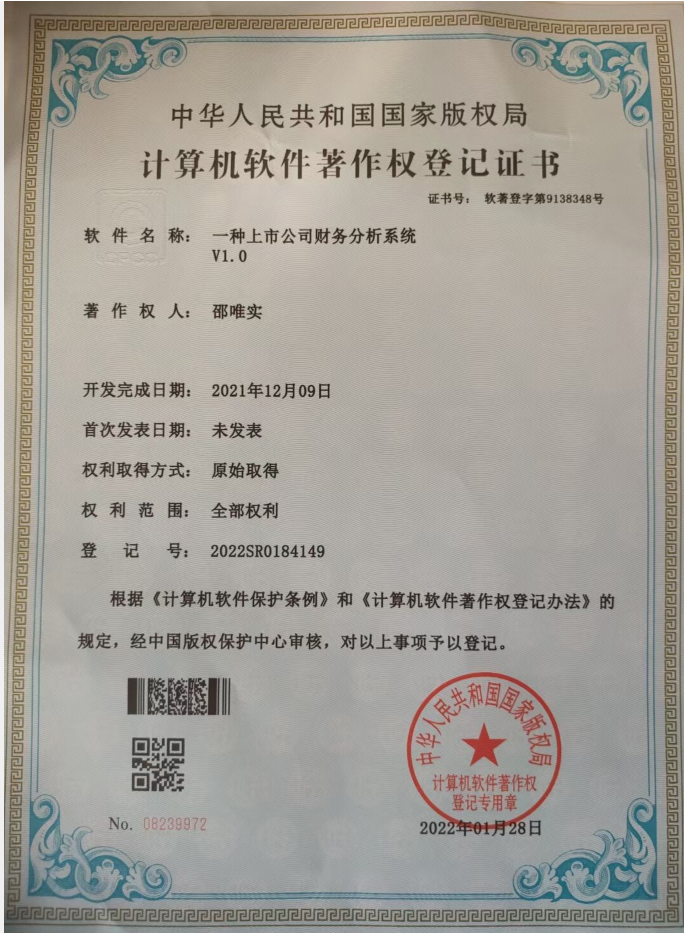 中华人民共和国国家版权局
计算机软件著作权登记证书
证书号： 软著登字第9138348号
软件名称： 一种上市公司财务分析系统
V1.0
著作权人： 邵唯实
开发完成日期： 2021年12月09日
首次发表日期： 未发表
权利取得方式： 原始取得
权利范围： 全部权利
登记号： 2022SR0184149
根据《计算机软件保护条例》和《计算机软件著作权登记办法》的
规定，经中国版权保护中心审核，对以上事项予以登记。
中华人民共和国国家版权局
计算机软件著作权
登记专用章
No. 08239972
2022年01月28日